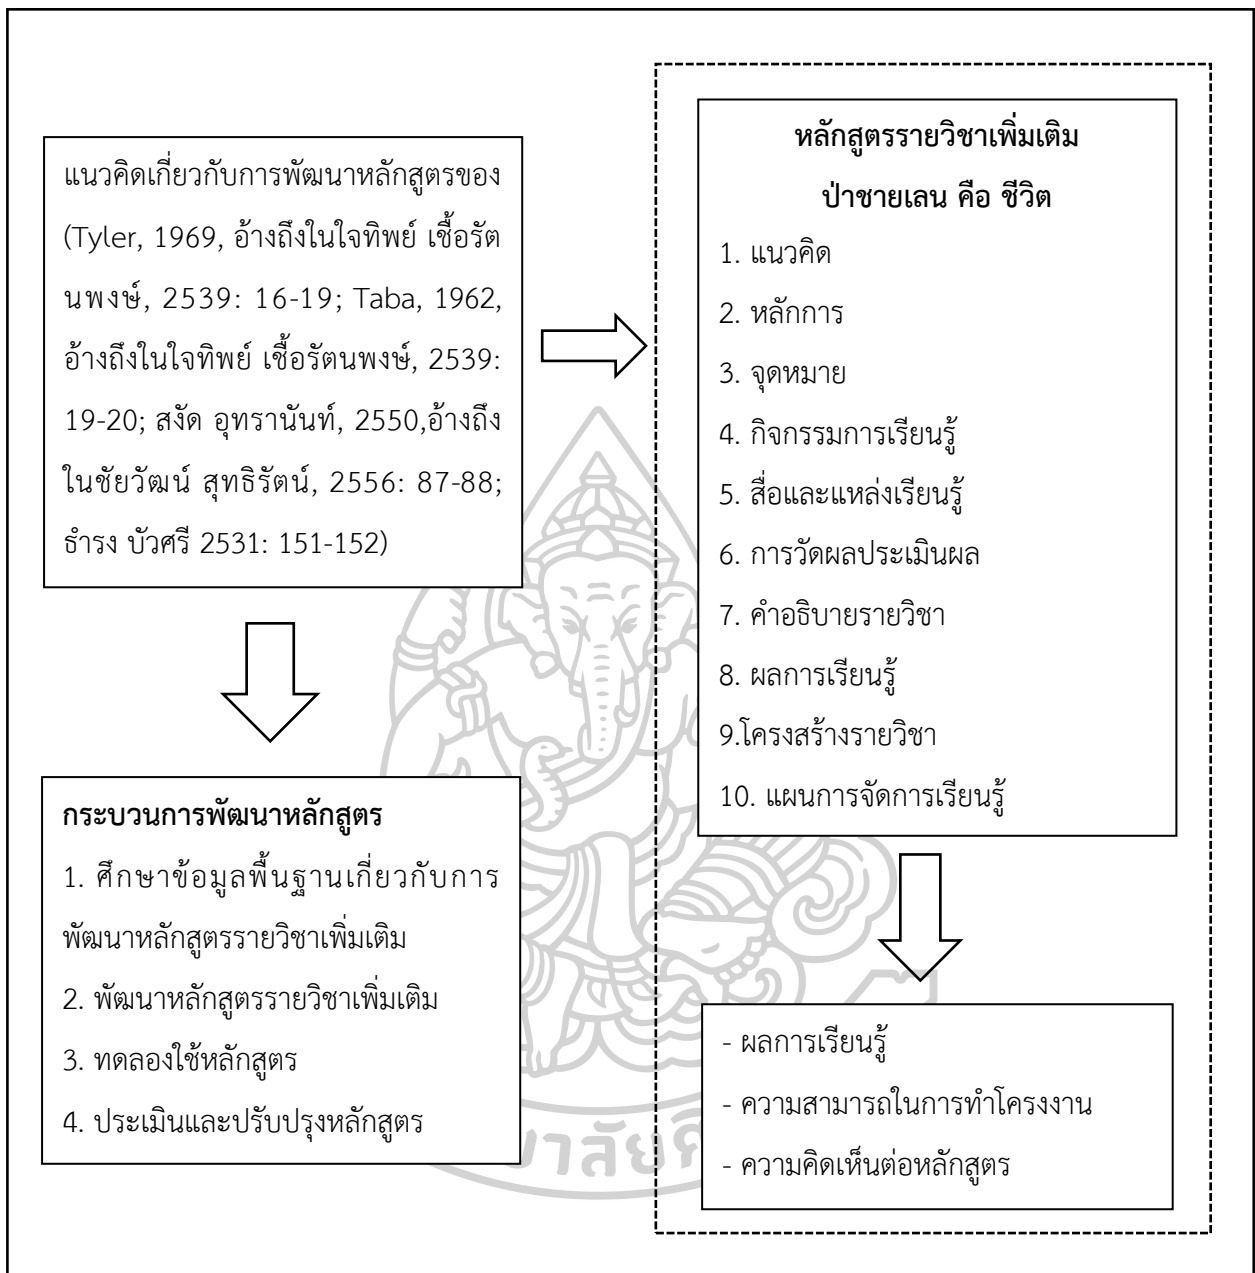 แนวคิดเกี่ยวกับการพัฒนาหลักสูตรของ
(Tyler, 1969, อ้างถึงในใจทิพย์ เชื้อรัต
นพงษ์, 2539: 16-19; Taba, 1962,
อ้างถึงในใจทิพย์ เชื้อรัตนพงษ์, 2539:
19-20; สงัด อุทรานันท์, 2550,อ้างถึง
ในชัยวัฒน์ สุทธิรัตน์, 2556: 87-88;
ธำรง บัวศรี 2531: 151-152)
กระบวนการพัฒนาหลักสูตร
1. ศึกษาข้อมูลพื้นฐานเกี่ยวกับการ
พัฒนาหลักสูตรรายวิชาเพิ่มเติม
2. พัฒนาหลักสูตรรายวิชาเพิ่มเติม
3. ทดลองใช้หลักสูตร
4. ประเมินและปรับปรุงหลักสูตร
หลักสูตรรายวิชาเพิ่มเติม
ป่าชายเลน คือ ชีวิต
1. แนวคิด
2. หลักการ
3. จุดหมาย
4. กิจกรรมการเรียนรู้
5. สื่อและแหล่งเรียนรู้
6. การวัดผลประเมินผล
7. คำอธิบายรายวิชา
8. ผลการเรียนรู้
9.โครงสร้างรายวิชา
10. แผนการจัดการเรียนรู้
- ผลการเรียนรู้
- ความสามารถในการทำโครงงาน
- ความคิดเห็นต่อหลักสูตร